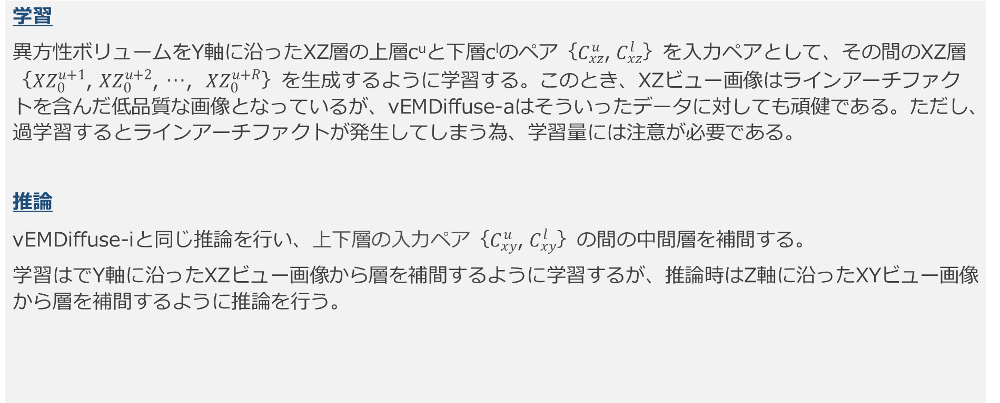 学習
異方性ボリュームをY軸に沿ったXZ層の上層cᵘと下層cˡのペア｛$C_{xz}^{u}, C_{xz}^{l}$｝を入力ペアとして、その間のXZ層
｛$XZ_{0}^{u+1}, XZ_{0}^{u+2}, \cdots, XZ_{0}^{u+R}$｝を生成するように学習する。このとき、XZビュー画像はラインアーチファク
トを含んだ低品質な画像となっているが、vEMDiffuse-aはそういったデータに対しても頑健である。ただし、
過学習するとラインアーチファクトが発生してしまう為、学習量には注意が必要である。
推論
vEMDiffuse-iと同じ推論を行い、上下層の入力ペア｛$C_{xy}^{u}, C_{xy}^{l}$｝の間の中間層を補間する。
学習はでY軸に沿ったXZビュー画像から層を補間するように学習するが、推論時はZ軸に沿ったXYビュー画像
から層を補間するように推論を行う。